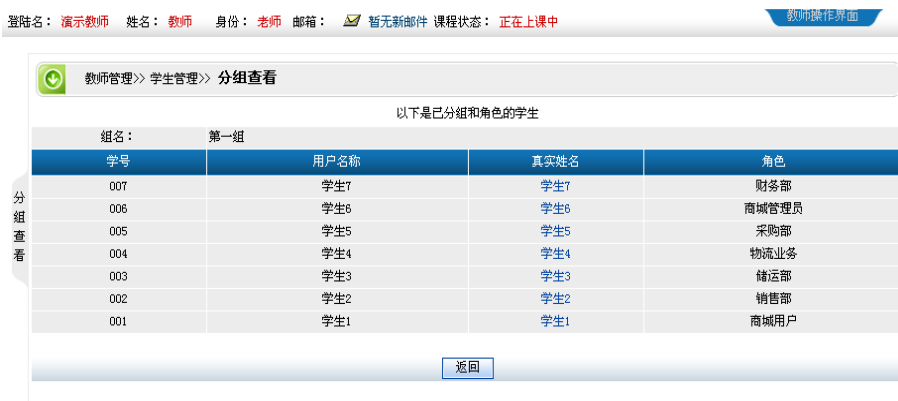 登陆名： 演示教师 姓名： 教师 身份： 老师 邮箱： 暂无新邮件 课程状态： 正在上课中
教师操作界面
教师管理>> 学生管理>> 分组查看
以下是已分组和角色的学生
组名： 第一组
学号 用户名称 真实姓名 角色
007 学生7 学生7 财务部
006 学生6 学生6 商城管理员
005 学生5 学生5 采购部
004 学生4 学生4 物流业务
003 学生3 学生3 储运部
002 学生2 学生2 销售部
001 学生1 学生1 商城用户
分组查看
返回